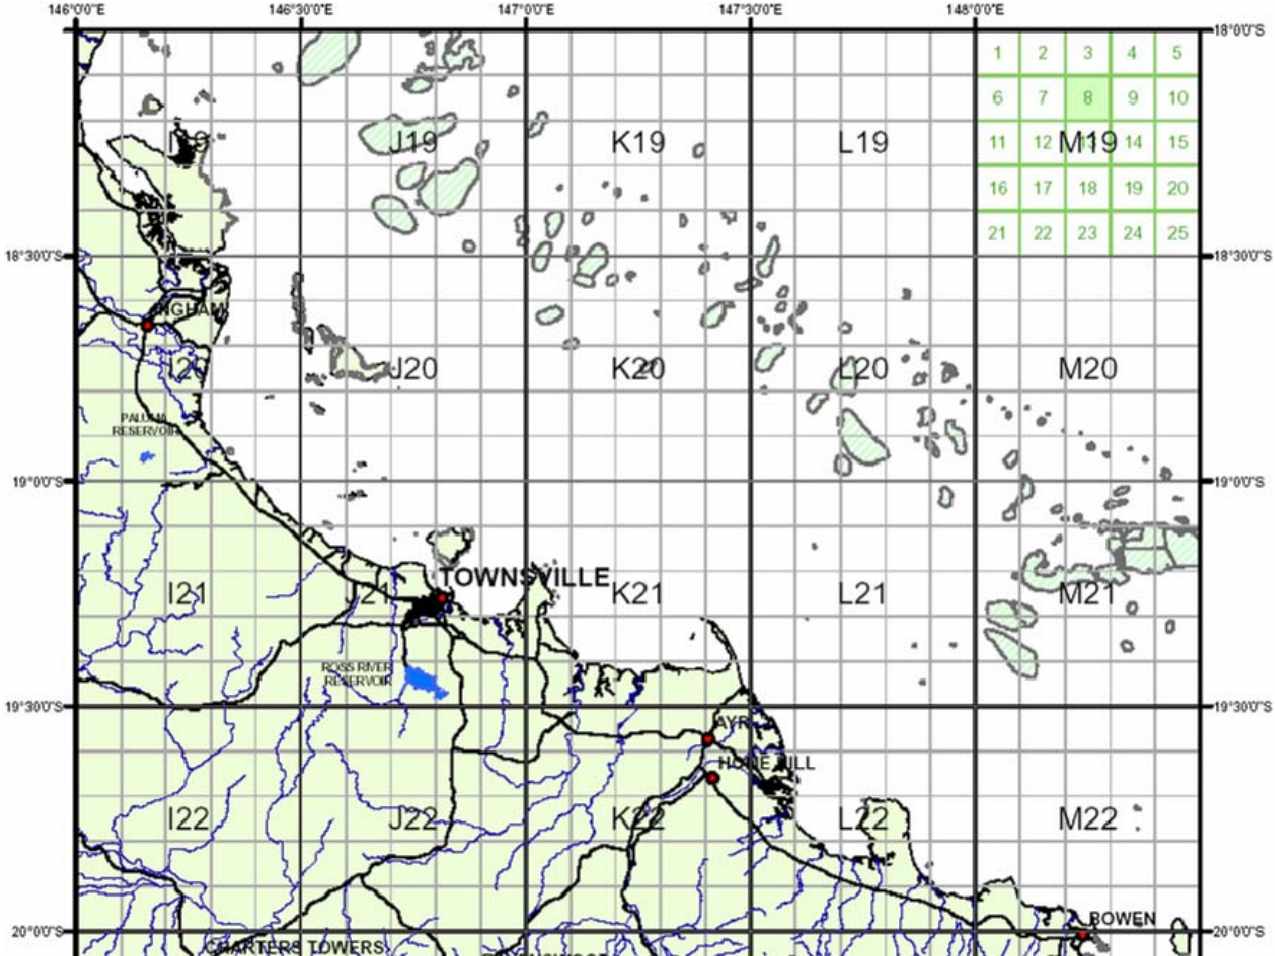 146°0'0"E 146°30'0"E 147°0'0"E 147°30'0"E 148°0'0"E
18°0'0"S
1 2 3 4 5
6 7 8 9 10
I19 J19 K19 L19 M19
11 12 13 14 15
16 17 18 19 20
21 22 23 24 25
18°30'0"S 18°30'0"S
INGHAM
I20 J20 K20 L20 M20
PALUMA
RESERVOIR
19°0'0"S 19°0'0"S
TOWNSVILLE
I21 J21 K21 L21 M21
ROSS RIVER
RESERVOIR
19°30'0"S 19°30'0"S
AYR
HOME HILL
I22 J22 K22 L22 M22
BOWEN
20°0'0"S 20°0'0"S
CHARTERS TOWERS